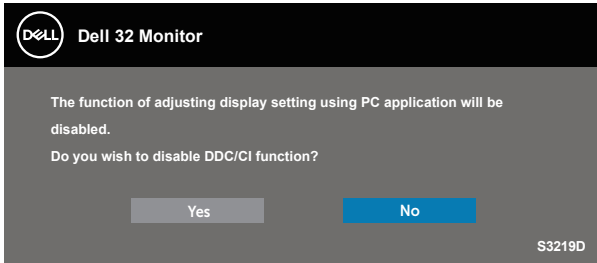 DELL
Dell 32 Monitor
The function of adjusting display setting using PC application will be
disabled.
Do you wish to disable DDC/CI function?
Yes
No
S3219D